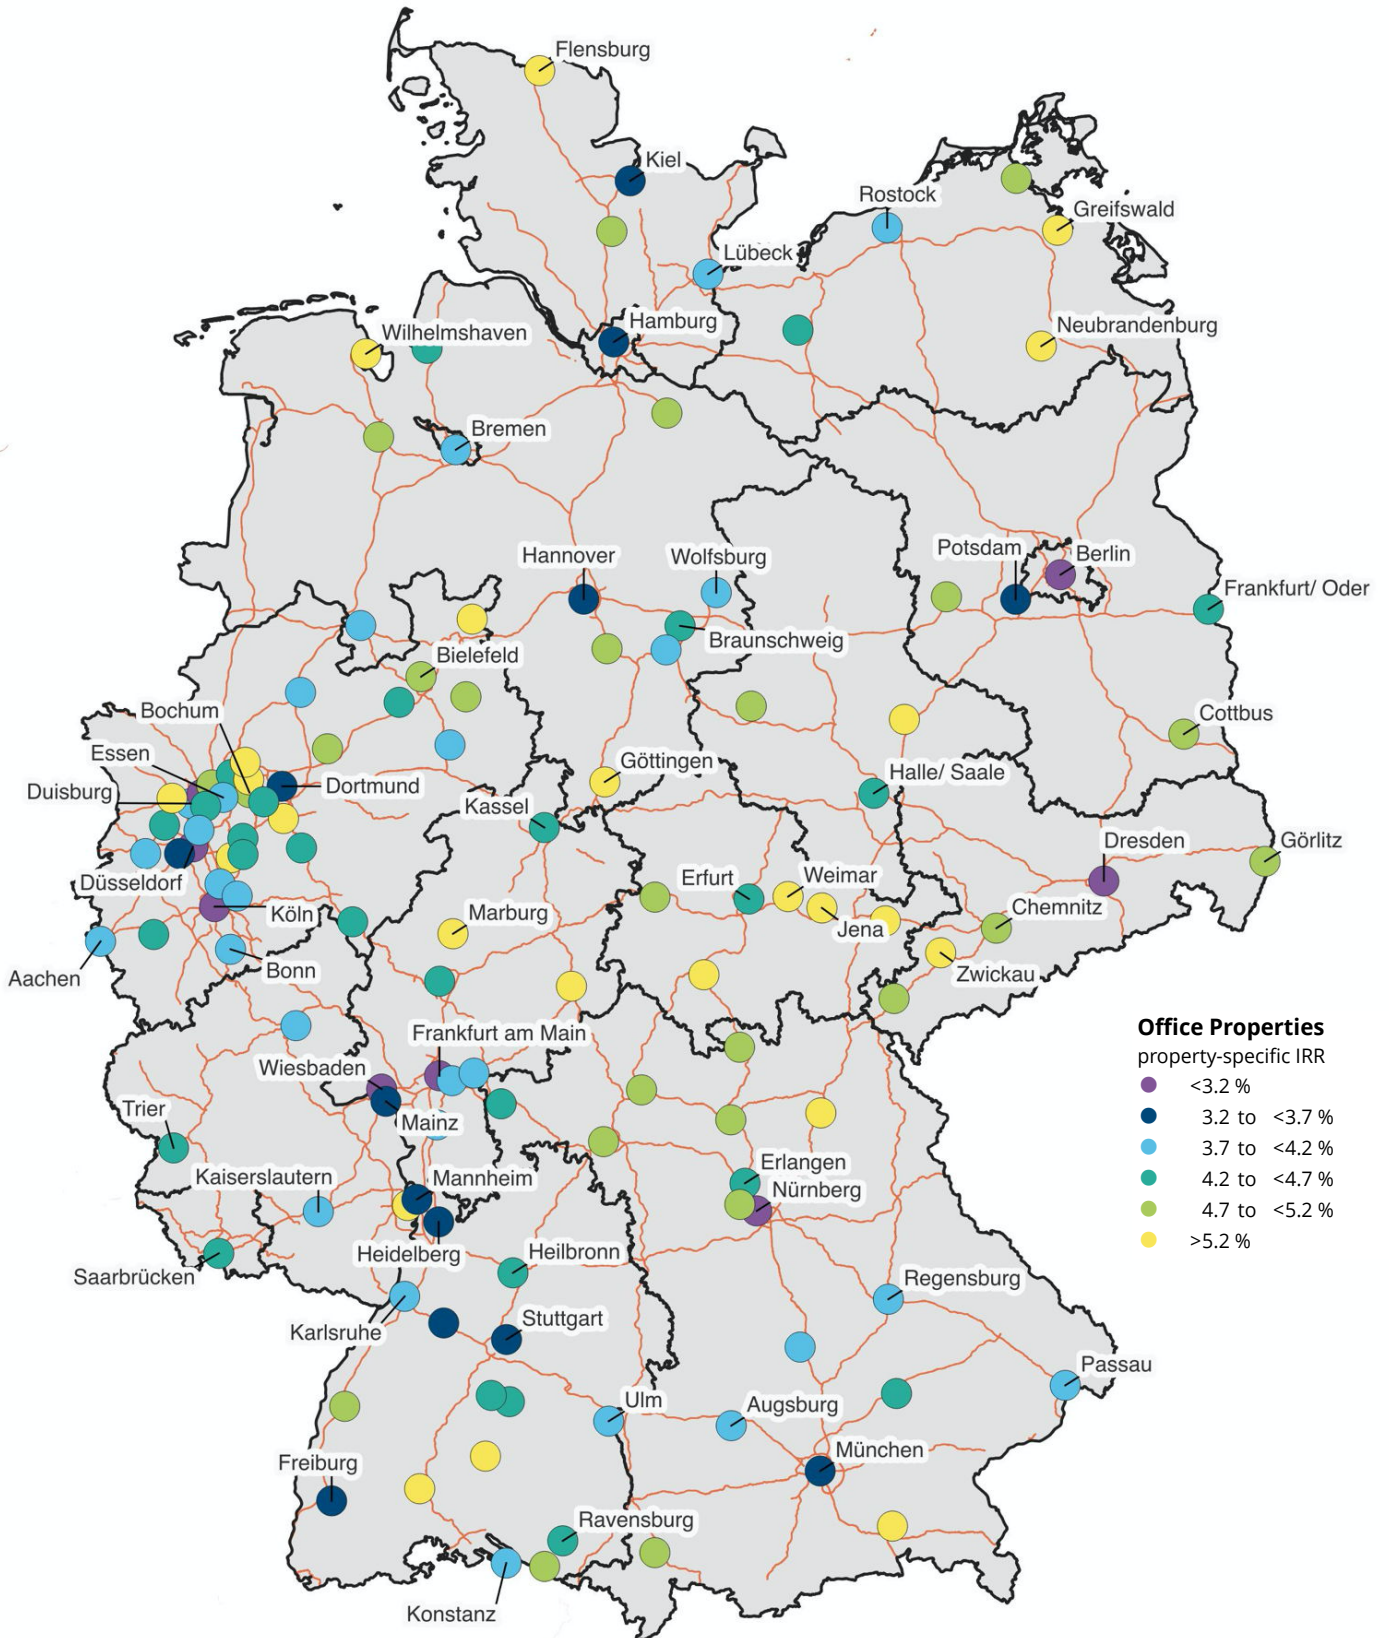 Flensburg
Kiel
Rostock
Greifswald
Lübeck
Hamburg
Neubrandenburg
Wilhelmshaven
Bremen
Hannover
Wolfsburg
Potsdam
Berlin
Frankfurt/ Oder
Braunschweig
Bielefeld
Bochum
Cottbus
Essen
Göttingen
Halle/ Saale
Duisburg
Dortmund
Kassel
Dresden
Görlitz
Erfurt
Weimar
Düsseldorf
Köln
Marburg
Chemnitz
Jena
Aachen
Bonn
Zwickau
Frankfurt am Main
Wiesbaden
Trier
Mainz
Office Properties
property-specific IRR
<3.2 %
3.2 to <3.7 %
3.7 to <4.2 %
4.2 to <4.7 %
4.7 to <5.2 %
>5.2 %
Kaiserslautern
Mannheim
Erlangen
Nürnberg
Heidelberg
Heilbronn
Saarbrücken
Regensburg
Karlsruhe
Stuttgart
Passau
Ulm
Augsburg
München
Freiburg
Ravensburg
Konstanz